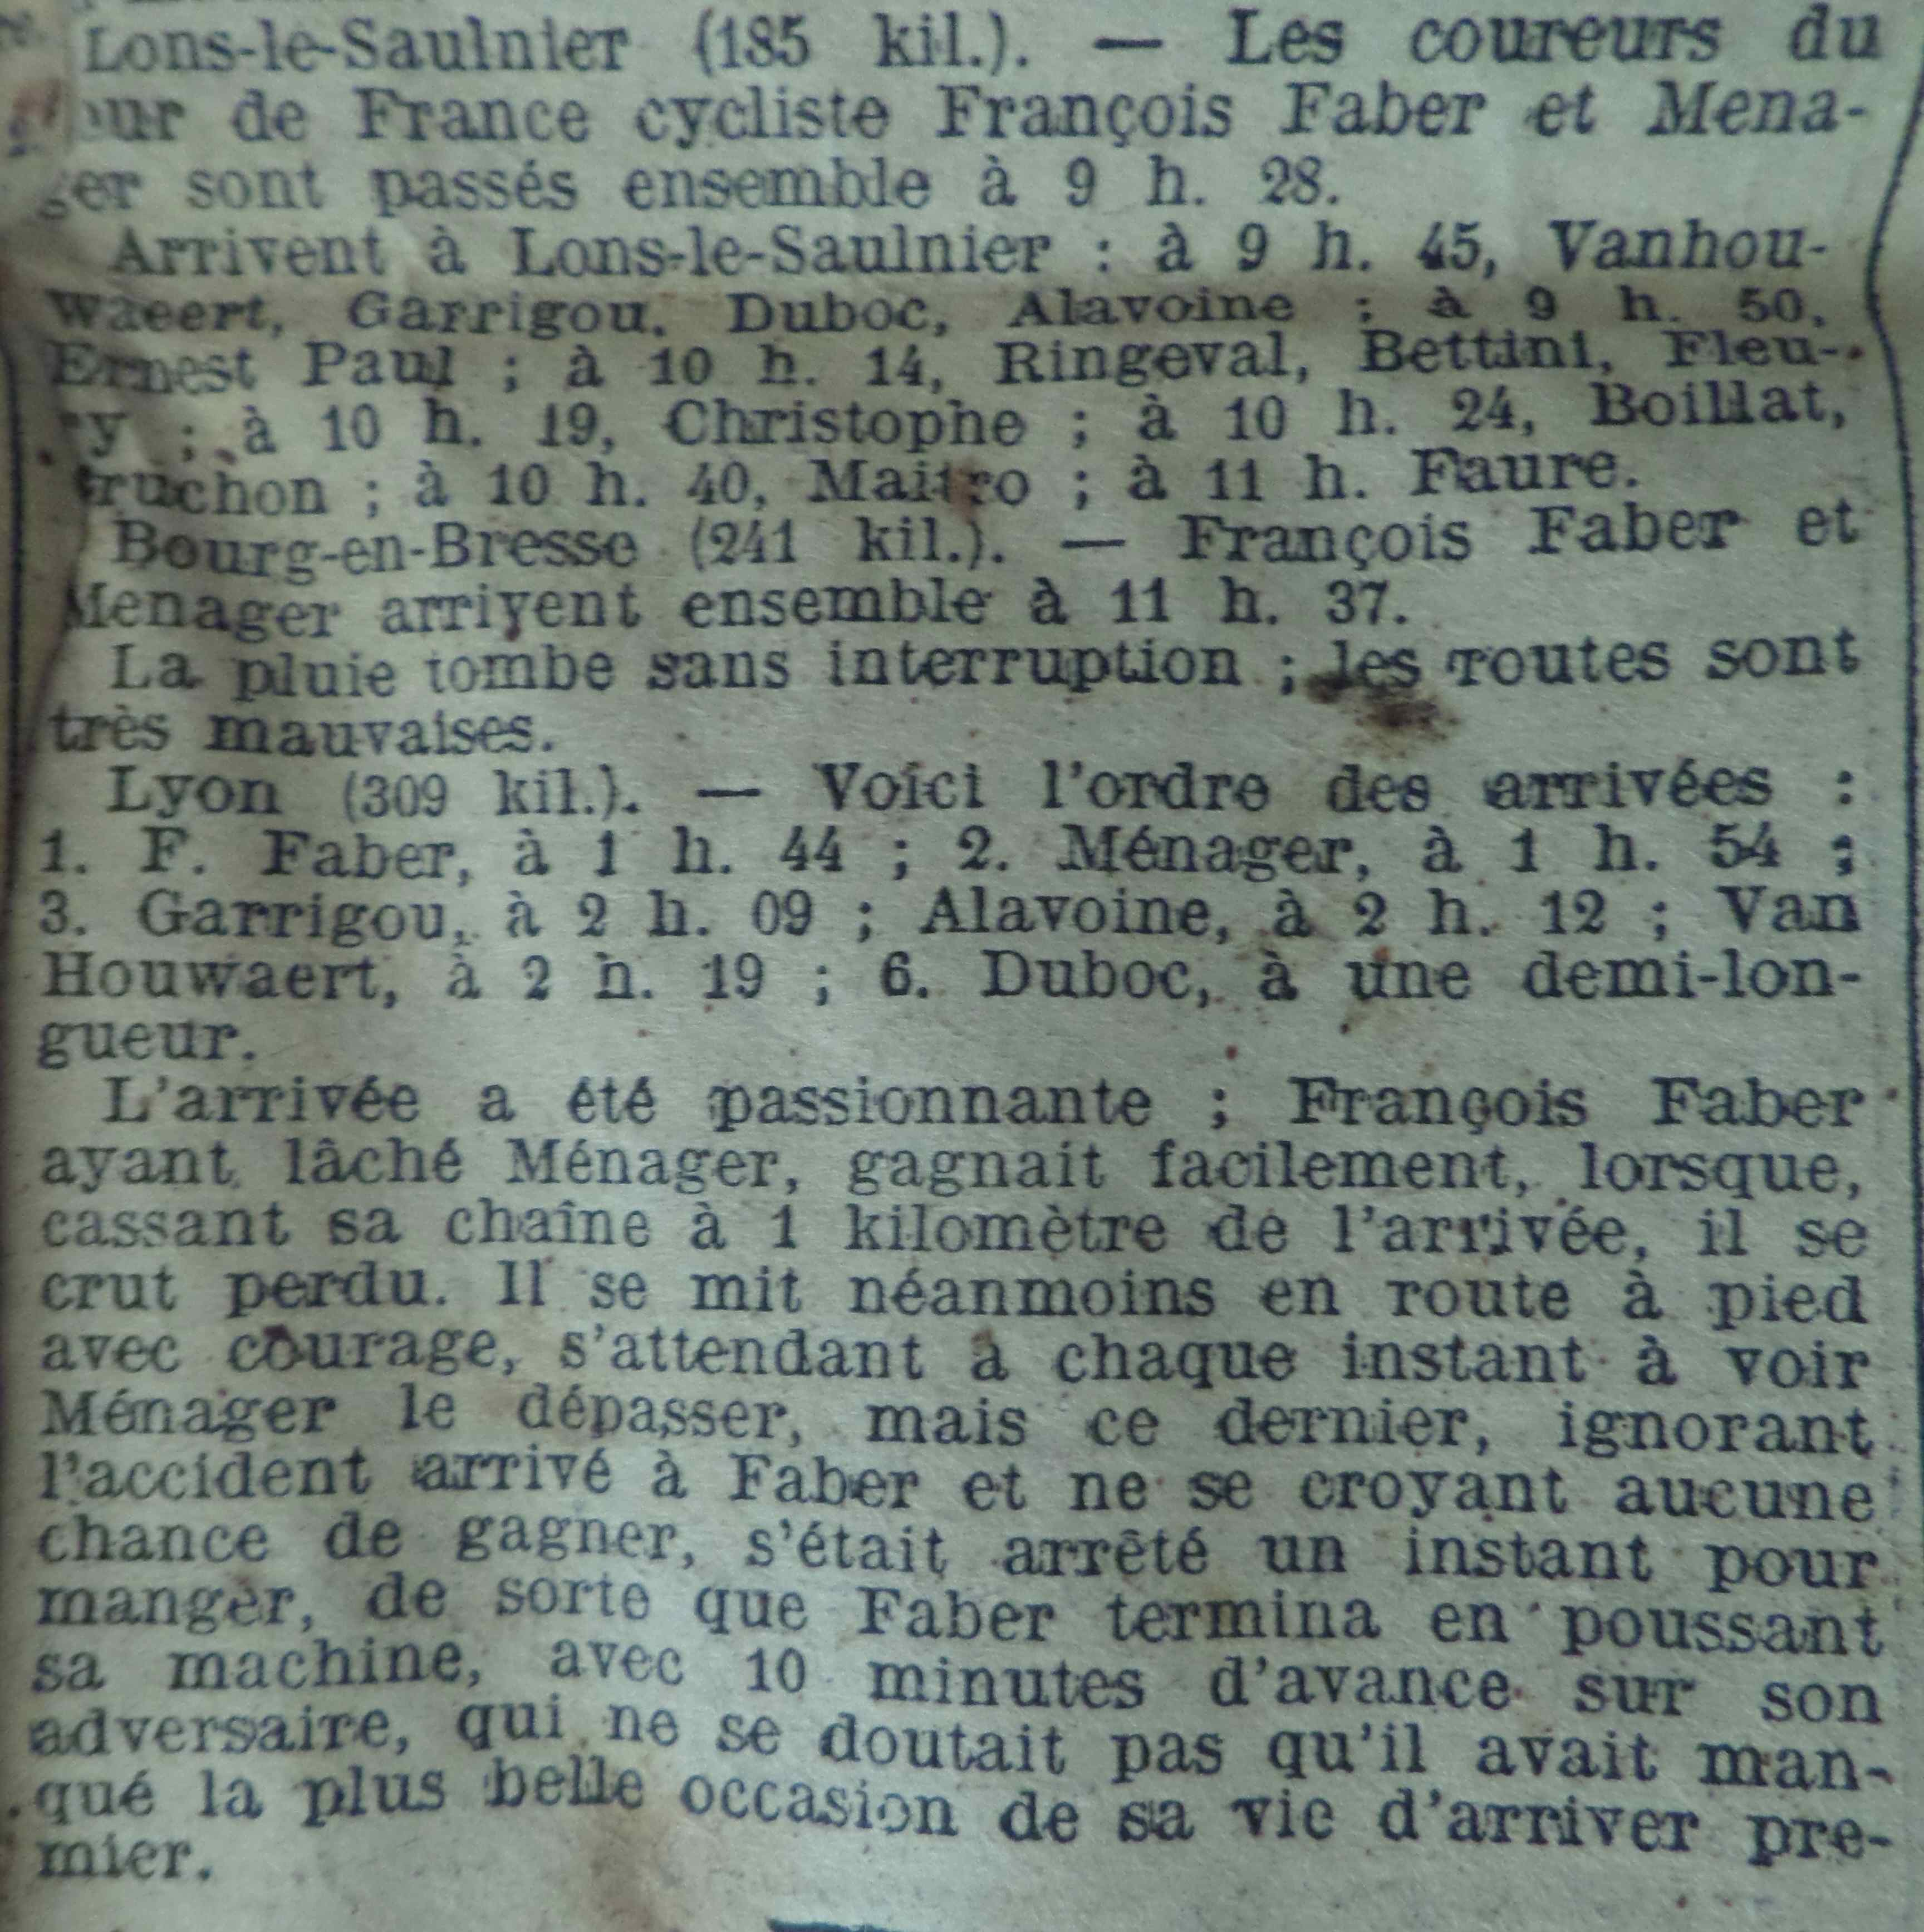 Lons-le-Saulnier (185 kil.). — Les coureurs du
our de France cycliste François Faber et Mena-
ger sont passés ensemble à 9 h. 28.
Arrivent à Lons-le-Saulnier : à 9 h. 45, Vanhou-
waeert, Garrigou, Duboc, Alavoine ; à 9 h. 50,
Ernest Paul ; à 10 h. 14, Ringeval, Bettini, Fleu-
ry ; à 10 h. 19, Christophe ; à 10 h. 24, Boillat,
ruchon ; à 10 h. 40, Maitro ; à 11 h. Faure.
Bourg-en-Bresse (241 kil.). — François Faber et
Menager arrivent ensemble à 11 h. 37.
La pluie tombe sans interruption ; les routes sont
très mauvaises.
Lyon (309 kil.). — Voici l'ordre des arrivées :
1. F. Faber, à 1 h. 44 ; 2. Ménager, à 1 h. 54 ;
3. Garrigou, à 2 h. 09 ; Alavoine, à 2 h. 12 ; Van
Houwaert, à 2 h. 19 ; 6. Duboc, à une demi-lon-
gueur.
L'arrivée a été passionnante ; François Faber
ayant lâché Ménager, gagnait facilement, lorsque,
cassant sa chaîne à 1 kilomètre de l'arrivée, il se
crut perdu. Il se mit néanmoins en route à pied
avec courage, s'attendant à chaque instant à voir
Ménager le dépasser, mais ce dernier, ignorant
l'accident arrivé à Faber et ne se croyant aucune
chance de gagner, s'était arrêté un instant pour
manger, de sorte que Faber termina en poussant
sa machine, avec 10 minutes d'avance sur son
adversaire, qui ne se doutait pas qu'il avait man-
qué la plus belle occasion de sa vie d'arriver pre-
mier.